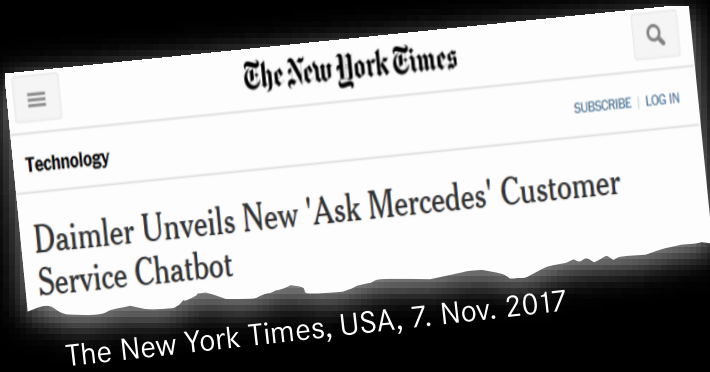 The New York Times
SUBSCRIBE | LOG IN
Technology
Daimler Unveils New 'Ask Mercedes' Customer
Service Chatbot
The New York Times, USA, 7. Nov. 2017